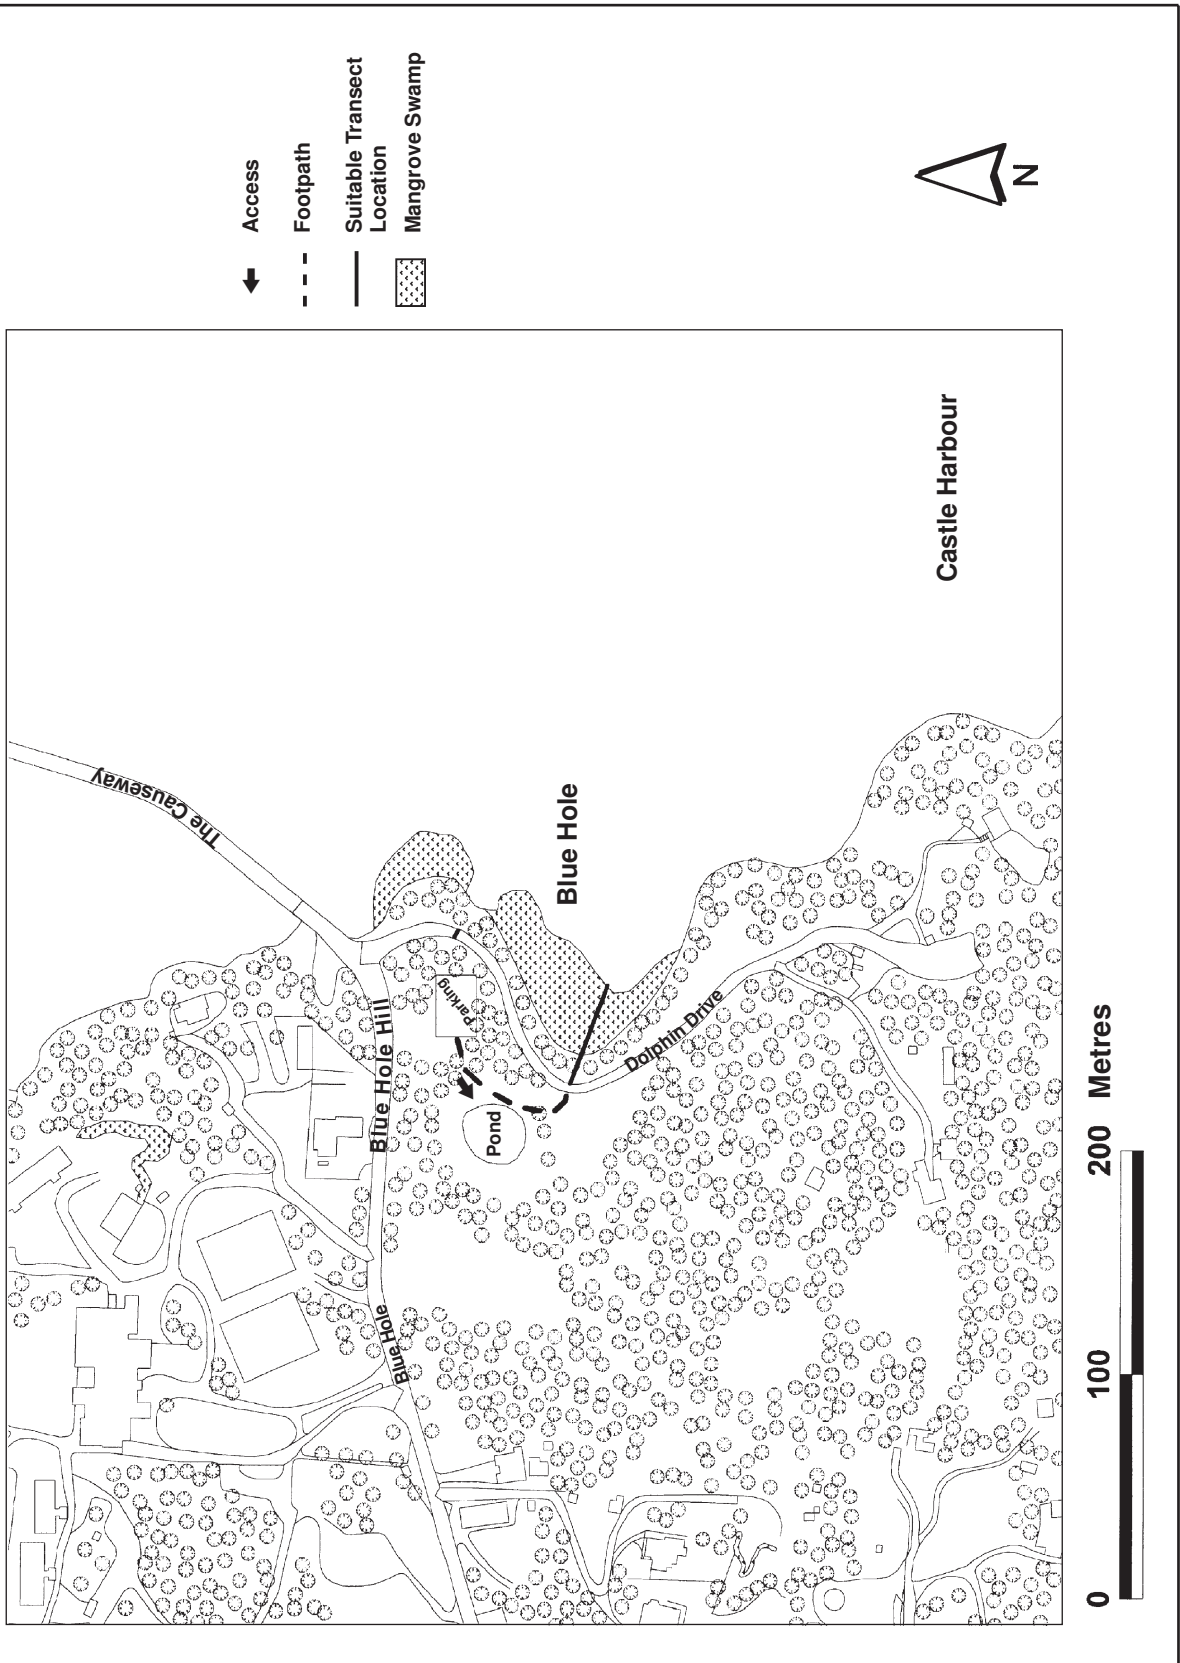 Access
Footpath
Suitable Transect
Location
Mangrove Swamp
N
The Causeway
Blue Hole Hill
Parking
Pond
Blue Hole
Dolphin Drive
Blue Hole
Castle Harbour
0 100 200 Metres